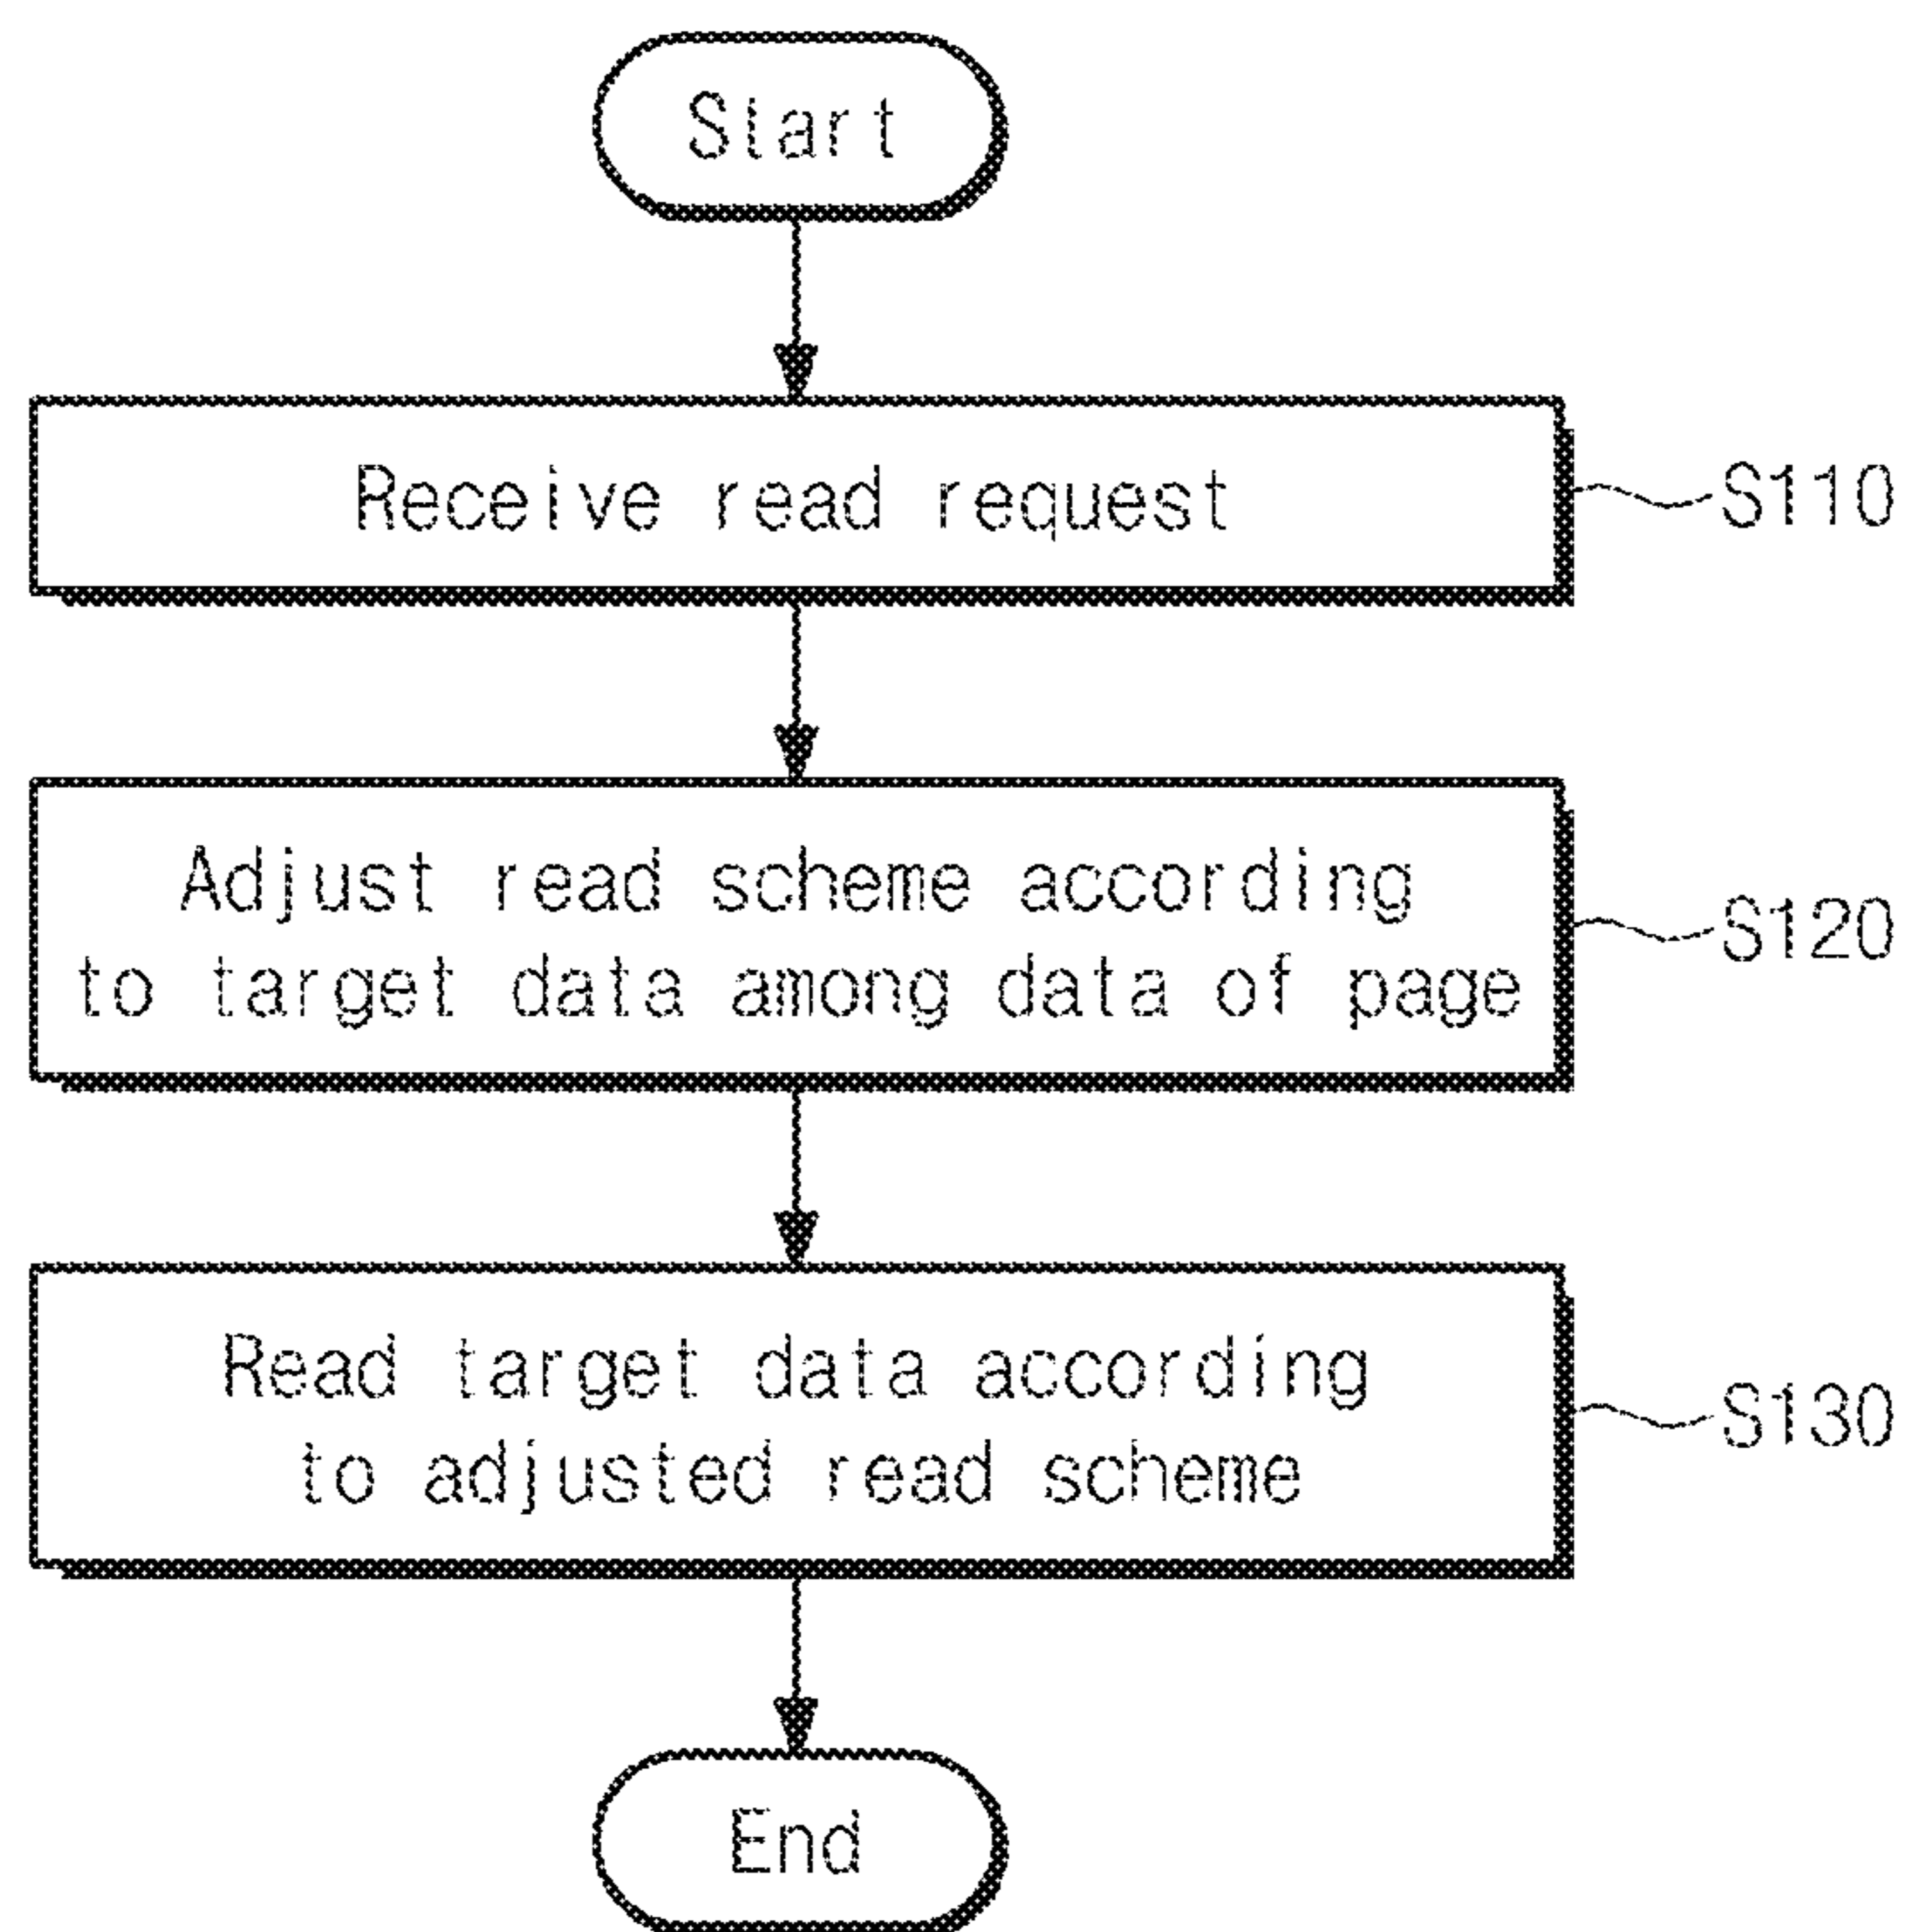 Start
Receive read request
S110
Adjust read scheme according
to target data among data of page
S120
Read target data according
to adjusted read scheme
S130
End